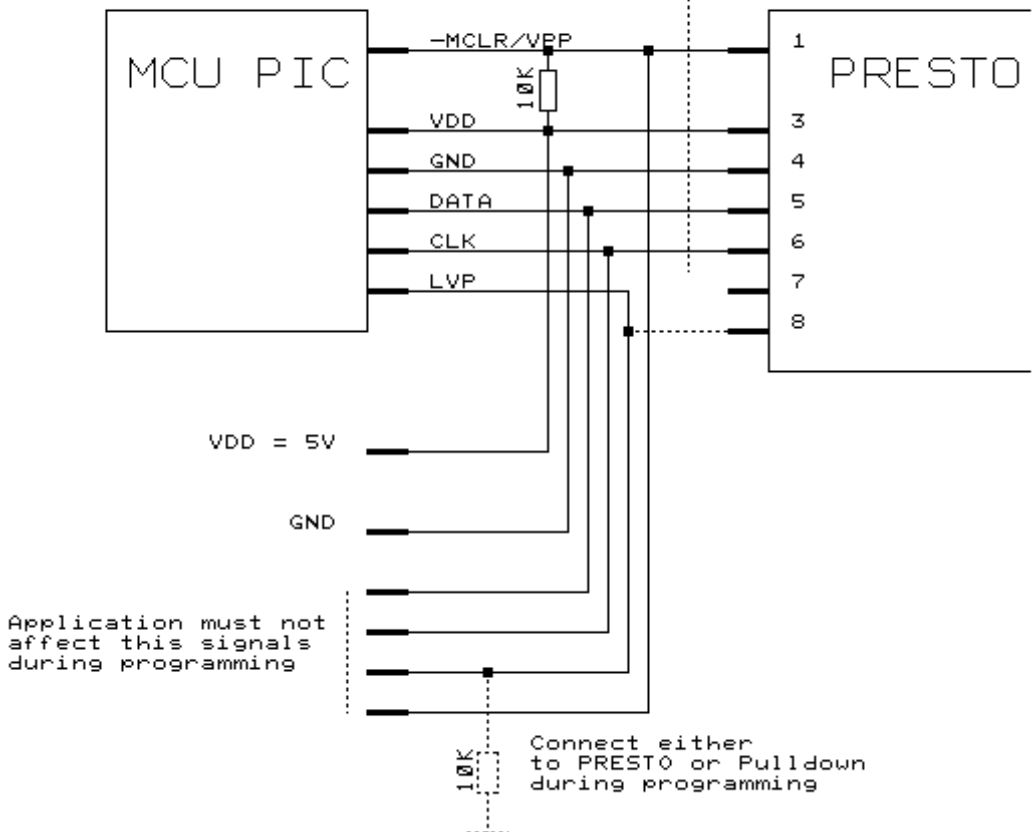 MCU PIC
-MCLR/VPP
10K
VDD
GND
DATA
CLK
LVP
PRESTO
1
3
4
5
6
7
8
VDD = 5V
GND
Application must not
affect this signals
during programming
10K
Connect either
to PRESTO or Pulldown
during programming